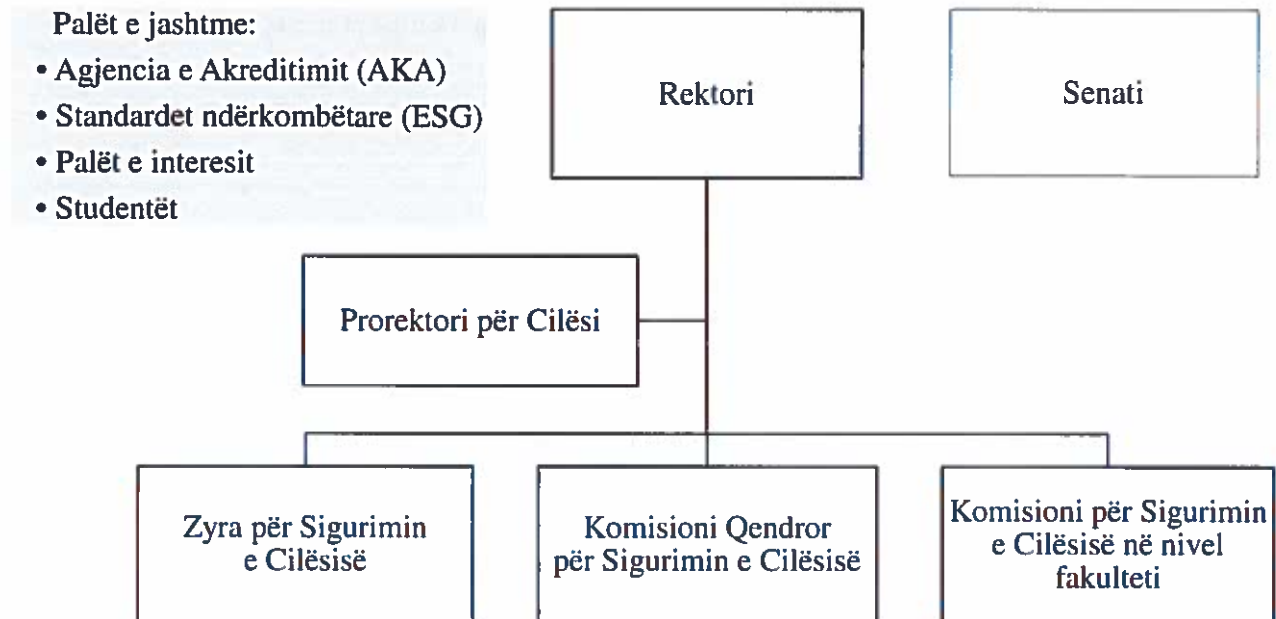 Palët e jashtme:
• Agjencia e Akreditimit (AKA)
• Standardet ndërkombëtare (ESG)
• Palët e interesit
• Studentët
Rektori
Senati
Prorektori për Cilësi
Zyra për Sigurimin
e Cilësisë
Komisioni Qendror
për Sigurimin e Cilësisë
Komisioni për Sigurimin
e Cilësisë në nivel
fakulteti